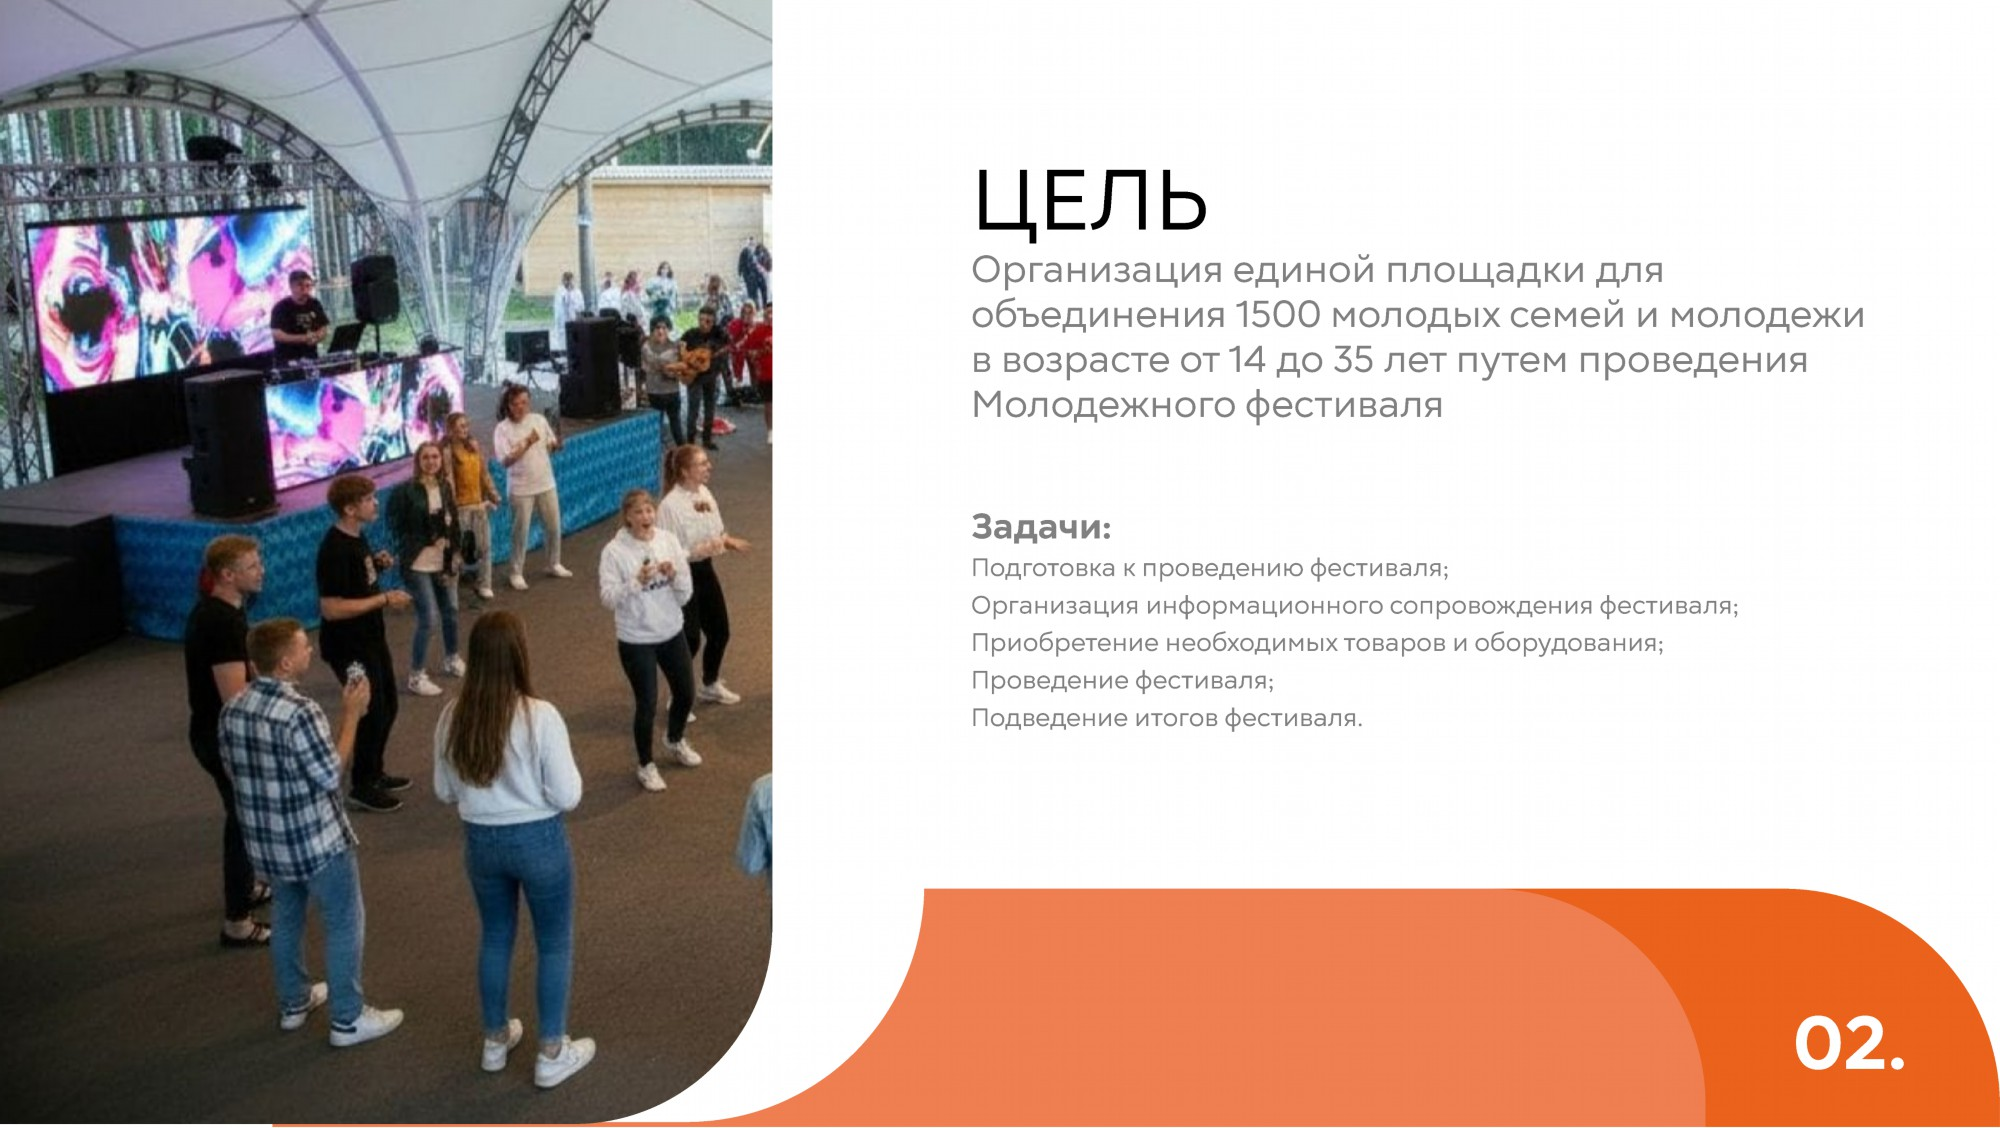 ЦЕЛЬ
Организация единой площадки для
объединения 1500 молодых семей и молодежи
в возрасте от 14 до 35 лет путем проведения
Молодежного фестиваля
Задачи:
Подготовка к проведению фестиваля;
Организация информационного сопровождения фестиваля;
Приобретение необходимых товаров и оборудования;
Проведение фестиваля;
Подведение итогов фестиваля.
02.